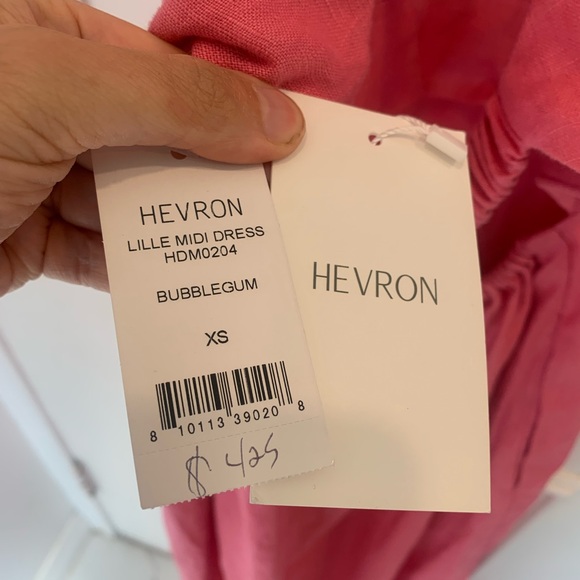 HEVRON
LILLE MIDI DRESS
HDM0204
BUBBLEGUM
XS
8 10113 39020 8
$ 425
HEVRON